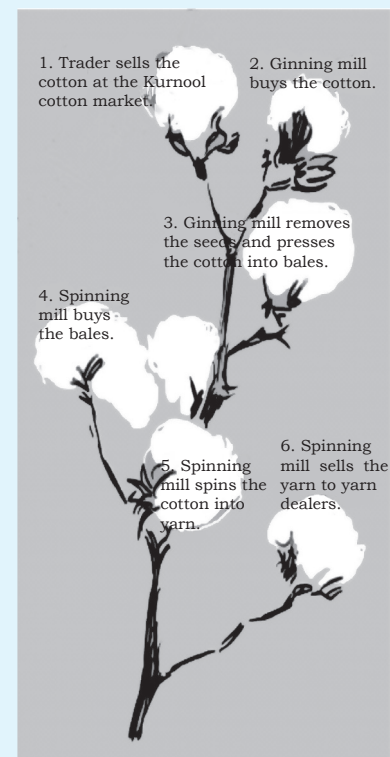 1. Trader sells the
cotton at the Kurnool
cotton market.
2. Ginning mill
buys the cotton.
3. Ginning mill removes
the seeds and presses
the cotton into bales.
4. Spinning
mill buys
the bales.
5. Spinning
mill spins the
cotton into
yarn.
6. Spinning
mill sells the
yarn to yarn
dealers.